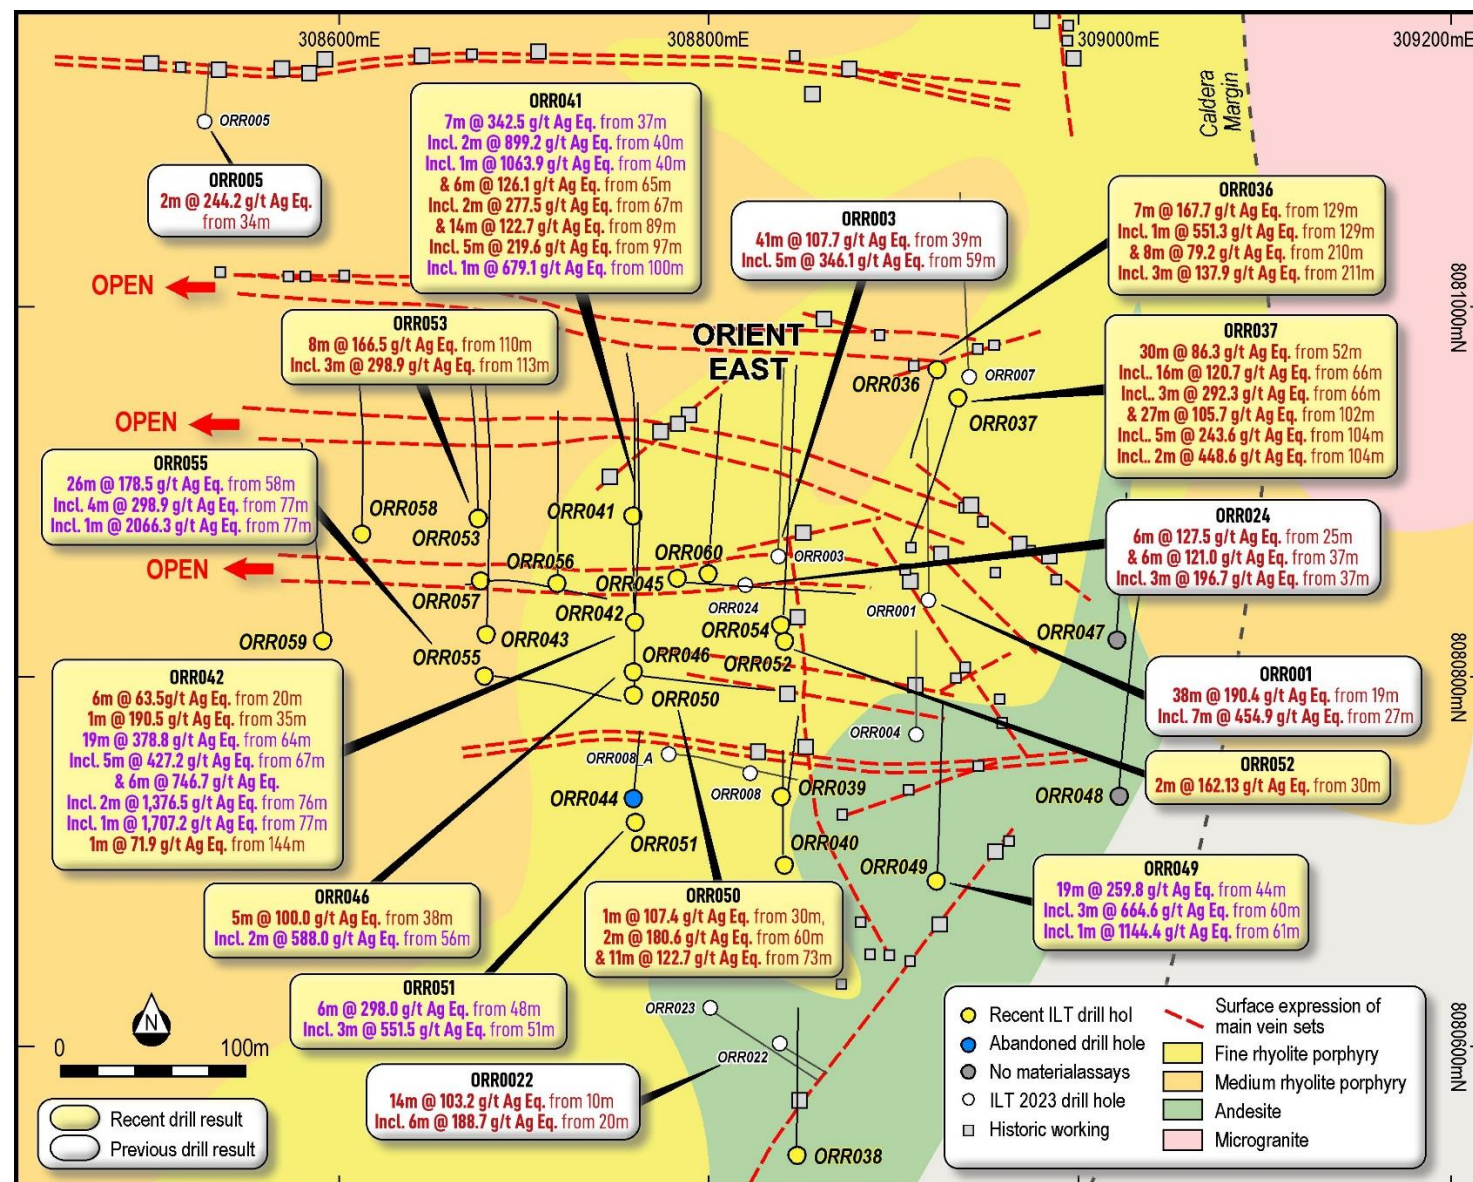 308600mE
308800mE
309000mE
309200mE
Caldera
Margin
ORR005
ORR005
2m @ 244.2 g/t Ag Eq.
from 34m
ORR041
7m @ 342.5 g/t Ag Eq. from 37m
Incl. 2m @ 899.2 g/t Ag Eq. from 40m
Incl. 1m @ 1063.9 g/t Ag Eq. from 40m
& 6m @ 126.1 g/t Ag Eq. from 65m
Incl. 2m @ 277.5 g/t Ag Eq. from 67m
& 14m @ 122.7 g/t Ag Eq. from 89m
Incl. 5m @ 219.6 g/t Ag Eq. from 97m
Incl. 1m @ 679.1 g/t Ag Eq. from 100m
ORR003
41m @ 107.7 g/t Ag Eq. from 39m
Incl. 5m @ 346.1 g/t Ag Eq. from 59m
ORR036
7m @ 167.7 g/t Ag Eq. from 129m
Incl. 1m @ 551.3 g/t Ag Eq. from 129m
& 8m @ 79.2 g/t Ag Eq. from 210m
Incl. 3m @ 137.9 g/t Ag Eq. from 211m
808100mN
OPEN
ORR053
8m @ 166.5 g/t Ag Eq. from 110m
Incl. 3m @ 298.9 g/t Ag Eq. from 113m
ORIENT
EAST
ORR036
ORR007
ORR037
ORR037
30m @ 86.3 g/t Ag Eq. from 52m
Incl. 16m @ 120.7 g/t Ag Eq. from 66m
Incl.. 3m @ 292.3 g/t Ag Eq. from 66m
& 27m @ 105.7 g/t Ag Eq. from 102m
Incl.. 5m @ 243.6 g/t Ag Eq. from 104m
Incl.. 2m @ 448.6 g/t Ag Eq. from 104m
OPEN
ORR055
26m @ 178.5 g/t Ag Eq. from 58m
Incl. 4m @ 298.9 g/t Ag Eq. from 77m
Incl. 1m @ 2066.3 g/t Ag Eq. from 77m
ORR058
ORR053
ORR041
ORR003
ORR024
6m @ 127.5 g/t Ag Eq. from 25m
& 6m @ 121.0 g/t Ag Eq. from 37m
Incl. 3m @ 196.7 g/t Ag Eq. from 37m
OPEN
ORR056
ORR060
ORR045
ORR057
ORR042
ORR024
ORR001
ORR059
ORR043
ORR054
ORR047
ORR055
ORR046
ORR052
808800mN
ORR042
6m @ 63.5g/t Ag Eq. from 20m
1m @ 190.5 g/t Ag Eq. from 35m
19m @ 378.8 g/t Ag Eq. from 64m
Incl. 5m @ 427.2 g/t Ag Eq. from 67m
& 6m @ 746.7 g/t Ag Eq.
Incl. 2m @ 1,376.5 g/t Ag Eq. from 76m
Incl. 1m @ 1,707.2 g/t Ag Eq. from 77m
1m @ 71.9 g/t Ag Eq. from 144m
ORR050
ORR001
38m @ 190.4 g/t Ag Eq. from 19m
Incl. 7m @ 454.9 g/t Ag Eq. from 27m
ORR004
ORR008_A
ORR008
ORR039
ORR052
2m @ 162.13 g/t Ag Eq. from 30m
ORR044
ORR048
ORR051
ORR040
ORR049
ORR049
19m @ 259.8 g/t Ag Eq. from 44m
Incl. 3m @ 664.6 g/t Ag Eq. from 60m
Incl. 1m @ 1144.4 g/t Ag Eq. from 61m
ORR046
5m @ 100.0 g/t Ag Eq. from 38m
Incl. 2m @ 588.0 g/t Ag Eq. from 56m
ORR050
1m @ 107.4 g/t Ag Eq. from 30m,
2m @ 180.6 g/t Ag Eq. from 60m
& 11m @ 122.7 g/t Ag Eq. from 73m
ORR051
6m @ 298.0 g/t Ag Eq. from 48m
Incl. 3m @ 551.5 g/t Ag Eq. from 51m
ORR023
ORR022
808600mN
N
0
100m
ORR0022
14m @ 103.2 g/t Ag Eq. from 10m
Incl. 6m @ 188.7 g/t Ag Eq. from 20m
ORR038
Recent drill result
Previous drill result
Recent ILT drill hol
Abandoned drill hole
No materialassays
ILT 2023 drill hole
Historic working
Surface expression of
main vein sets
Fine rhyolite porphyry
Medium rhyolite porphyry
Andesite
Microgranite